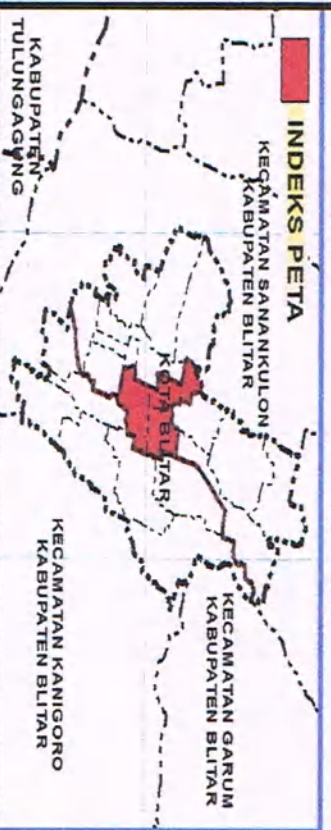 INDEKS PETA
KECAMATAN SANANKULON
KABUPATEN BLITAR
KABUPATEN
TULUNGAGUNG
KOTA BLITAR
KECAMATAN GARUM
KABUPATEN BLITAR
KECAMATAN KANIGORO
KABUPATEN BLITAR